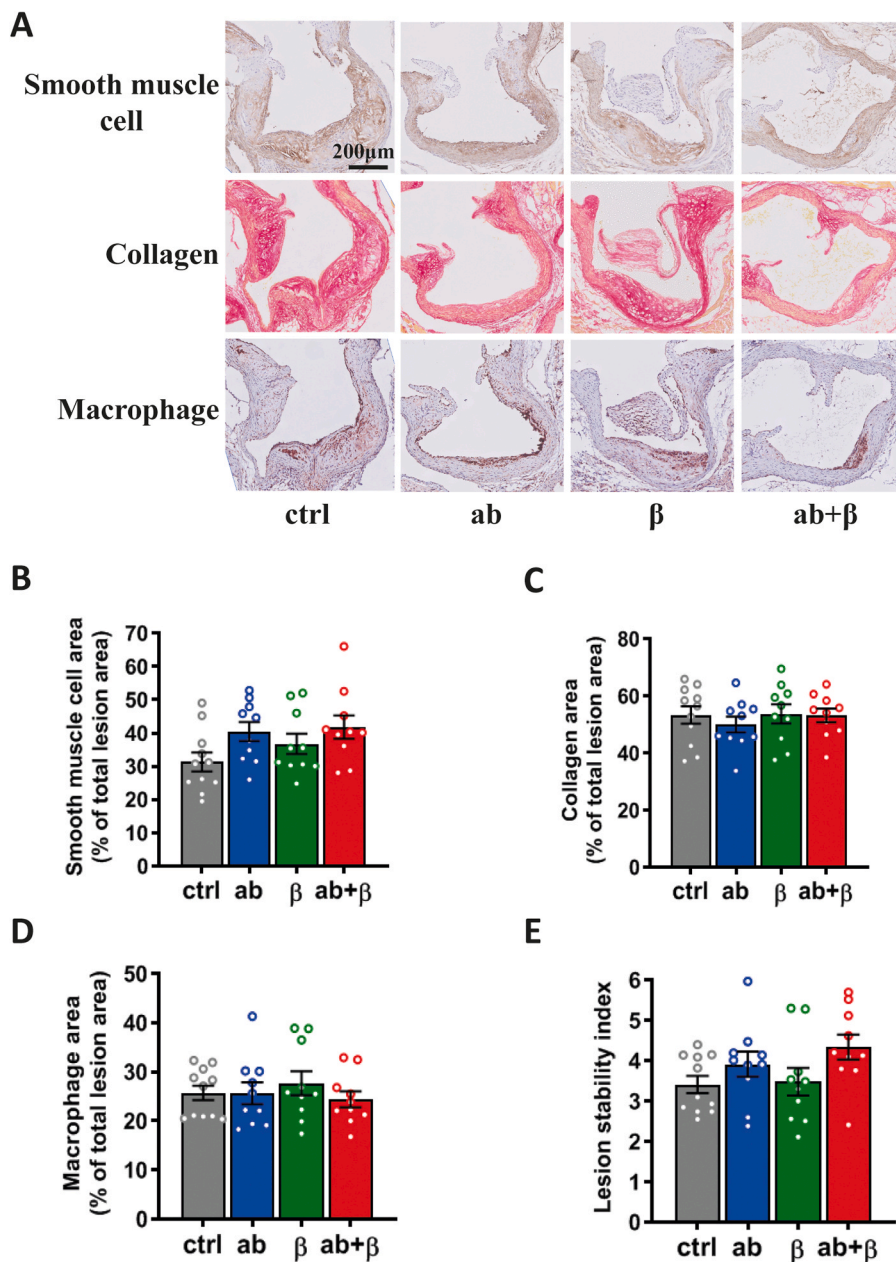 A
Smooth muscle
cell
200μm
Collagen
Macrophage
ctrl ab β ab+β
B
Smooth muscle cell area
(% of total lesion area)
70
60
50
40
30
20
10
0
ctrl ab β ab+β
C
Collagen area
(% of total lesion area)
80
60
40
20
0
ctrl ab β ab+β
D
Macrophage area
(% of total lesion area)
50
40
30
20
10
0
ctrl ab β ab+β
E
Lesion stability index
6
5
4
3
2
1
0
ctrl ab β ab+β